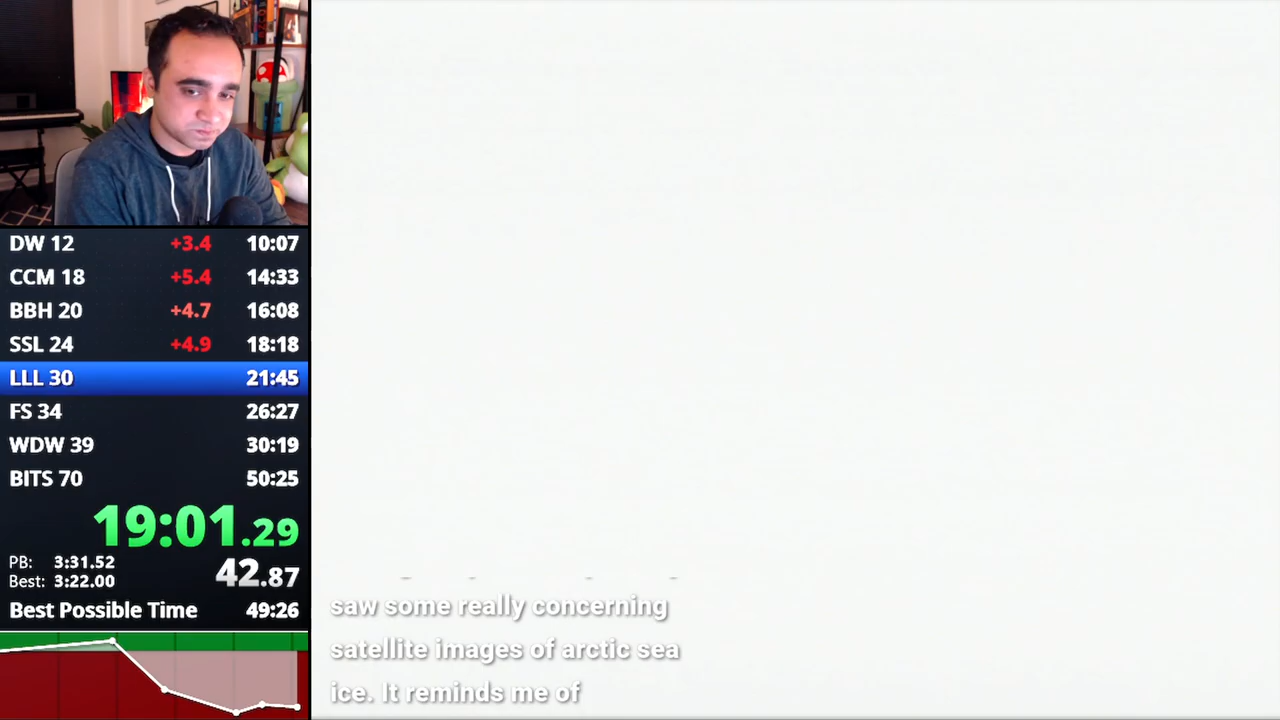 DW 12 +3.4 10:07
CCM 18 +5.4 14:33
BBH 20 +4.7 16:08
SSL 24 +4.9 18:18
LLL 30 21:45
FS 34 26:27
WDW 39 30:19
BITS 70 50:25
19:01.29
PB: 3:31.52
Best: 3:22.00
42.87
Best Possible Time 49:26
saw some really concerning
satellite images of arctic sea
ice. It reminds me of